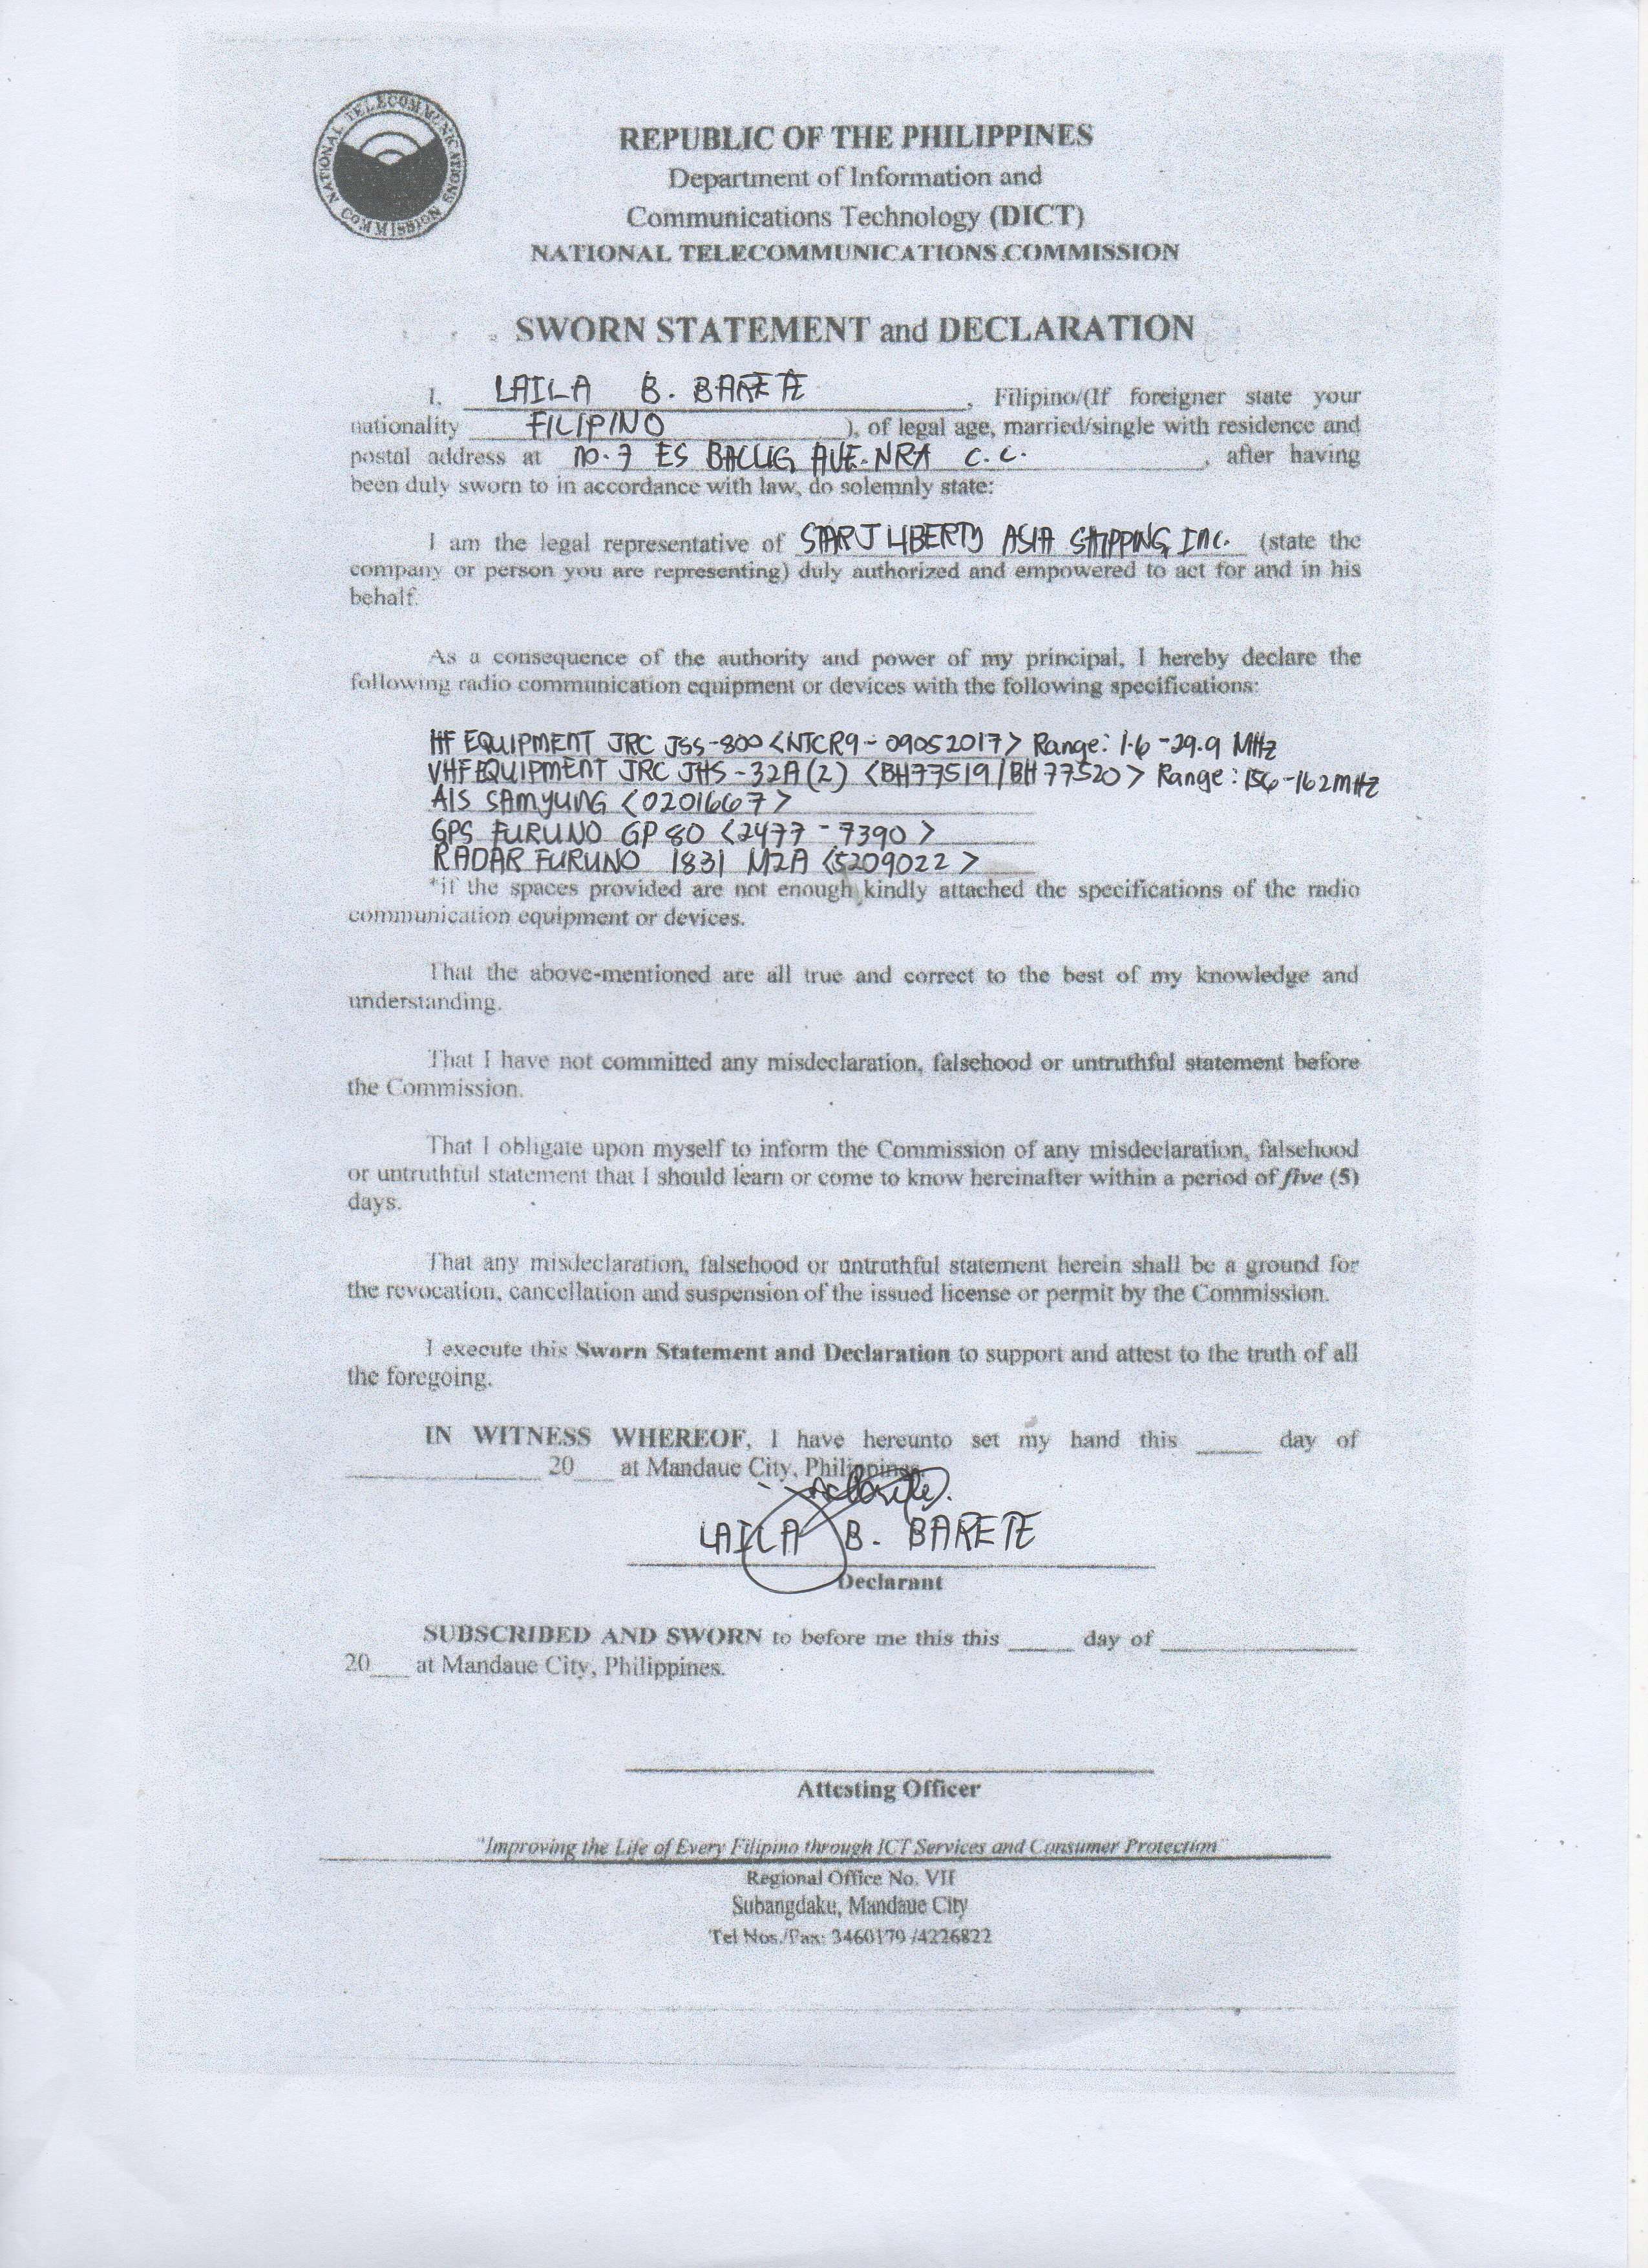 NATIONAL TELECOMMUNICATIONS COMMISSION
REPUBLIC OF THE PHILIPPINES
Department of Information and
Communications Technology (DICT)
NATIONAL TELECOMMUNICATIONS COMMISSION
SWORN STATEMENT and DECLARATION
I, LAILA B. BARETE, Filipino/(If foreigner state your
nationality FILIPINO), of legal age, married/single with residence and
postal address at NO. 7 ES BACLIG AVE. NRA C.C., after having
been duly sworn to in accordance with law, do solemnly state:
I am the legal representative of STARJ LIBERTY ASIA SHIPPING INC. (state the
company or person you are representing) duly authorized and empowered to act for and in his
behalf.
As a consequence of the authority and power of my principal, I hereby declare the
following radio communication equipment or devices with the following specifications:
HF EQUIPMENT JRC JSS-800 <NTCR9-09052017> Range: 1.6-29.9 MHz
VHF EQUIPMENT JRC JHS-32A(2) <BH77519/BH77520> Range: 156-162MHz
AIS SAMYUNG <02016667>
GPS FURUNO GP 80 <2477-7390>
RADAR FURUNO 1831 M2A <5209022>
*if the spaces provided are not enough kindly attached the specifications of the radio
communication equipment or devices.
That the above-mentioned are all true and correct to the best of my knowledge and
understanding.
That I have not committed any misdeclaration, falsehood or untruthful statement before
the Commission.
That I obligate upon myself to inform the Commission of any misdeclaration, falsehood
or untruthful statement that I should learn or come to know hereinafter within a period of five (5)
days.
That any misdeclaration, falsehood or untruthful statement herein shall be a ground for
the revocation, cancellation and suspension of the issued license or permit by the Commission.
I execute this Sworn Statement and Declaration to support and attest to the truth of all
the foregoing.
IN WITNESS WHEREOF, I have hereunto set my hand this _____ day of
_______________ 20___ at Mandaue City, Philippines.
LAILA B. BARETE
Declarant
SUBSCRIBED AND SWORN to before me this this _____ day of _______________
20___ at Mandaue City, Philippines.
Attesting Officer
"Improving the Life of Every Filipino through ICT Services and Consumer Protection"
Regional Office No. VII
Subangdaku, Mandaue City
Tel Nos./Fax: 3460179 /4226822